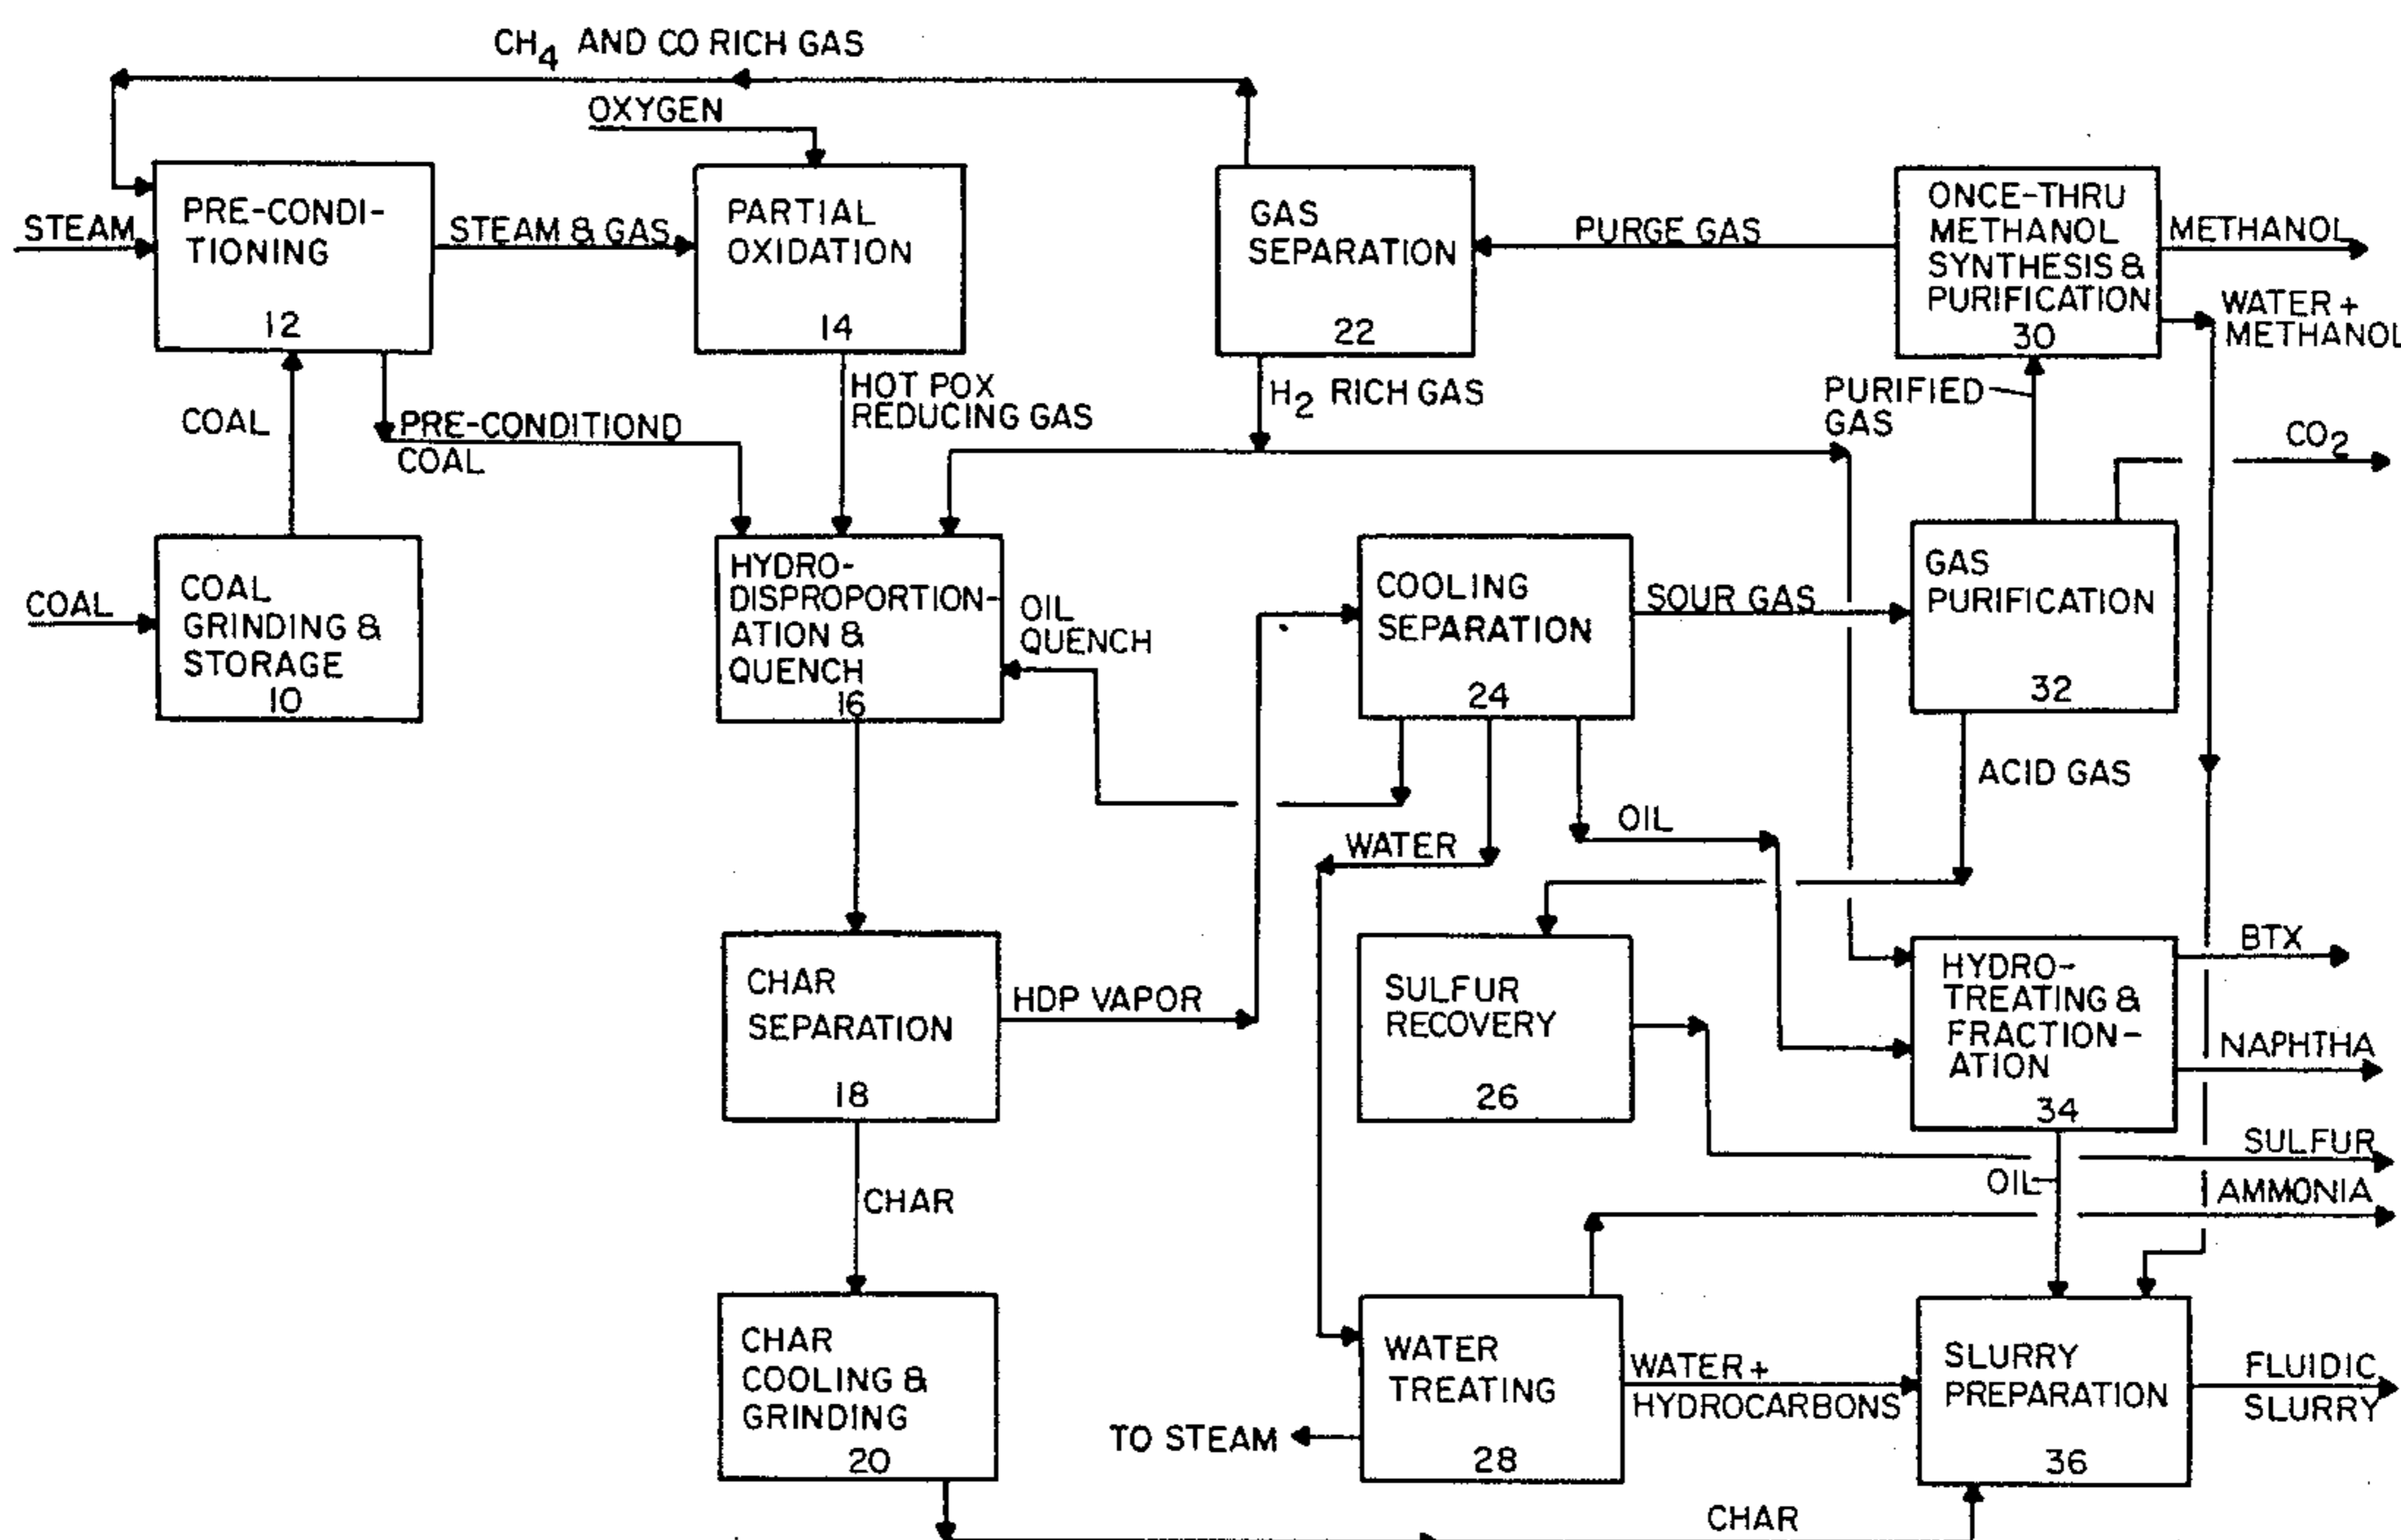 CH4 AND CO RICH GAS
OXYGEN
STEAM
PRE-CONDI-
TIONING
12
STEAM & GAS
PARTIAL
OXIDATION
14
GAS
SEPARATION
22
PURGE GAS
ONCE-THRU
METHANOL
SYNTHESIS &
PURIFICATION
30
METHANOL
WATER +
METHANOL
COAL
PRE-CONDITIOND
COAL
HOT POX
REDUCING GAS
H2 RICH GAS
PURIFIED
GAS
CO2
COAL
COAL
GRINDING &
STORAGE
10
HYDRO-
DISPROPORTION-
ATION &
QUENCH
16
OIL
QUENCH
COOLING
SEPARATION
24
SOUR GAS
GAS
PURIFICATION
32
ACID GAS
OIL
WATER
CHAR
SEPARATION
18
HDP VAPOR
SULFUR
RECOVERY
26
HYDRO-
TREATING &
FRACTION-
ATION
34
BTX
NAPHTHA
SULFUR
OIL
AMMONIA
CHAR
CHAR
COOLING &
GRINDING
20
WATER
TREATING
28
TO STEAM
WATER +
HYDROCARBONS
SLURRY
PREPARATION
36
FLUIDIC
SLURRY
CHAR